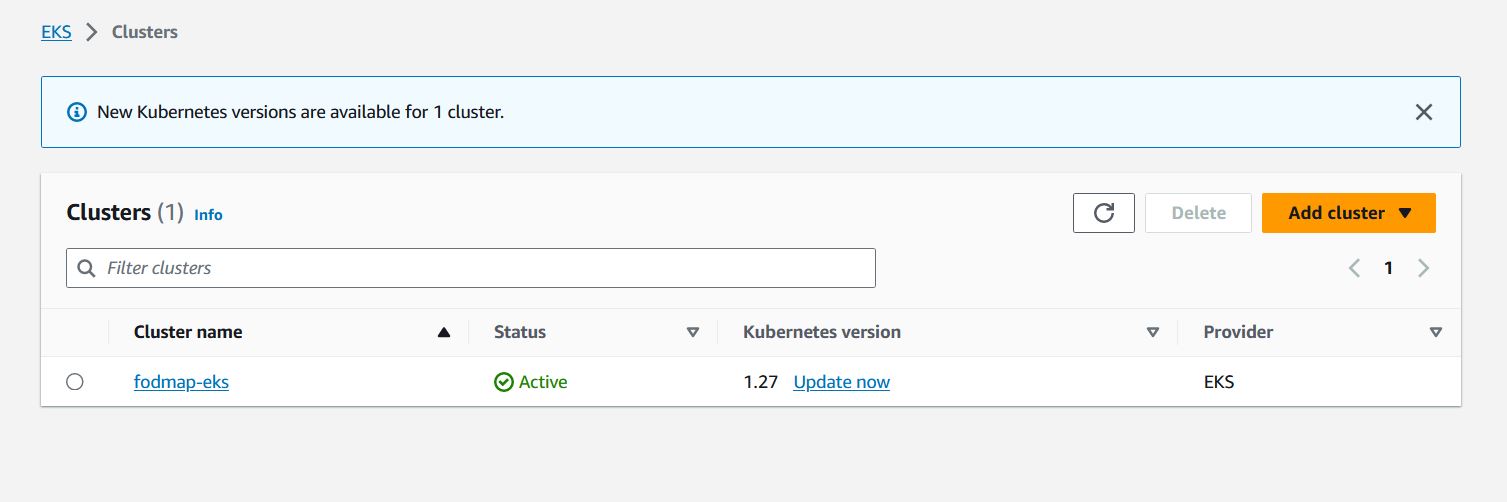 EKS > Clusters
New Kubernetes versions are available for 1 cluster.
Clusters (1) Info
Delete
Add cluster
Filter clusters
1
Cluster name Status Kubernetes version Provider
fodmap-eks Active 1.27 Update now EKS